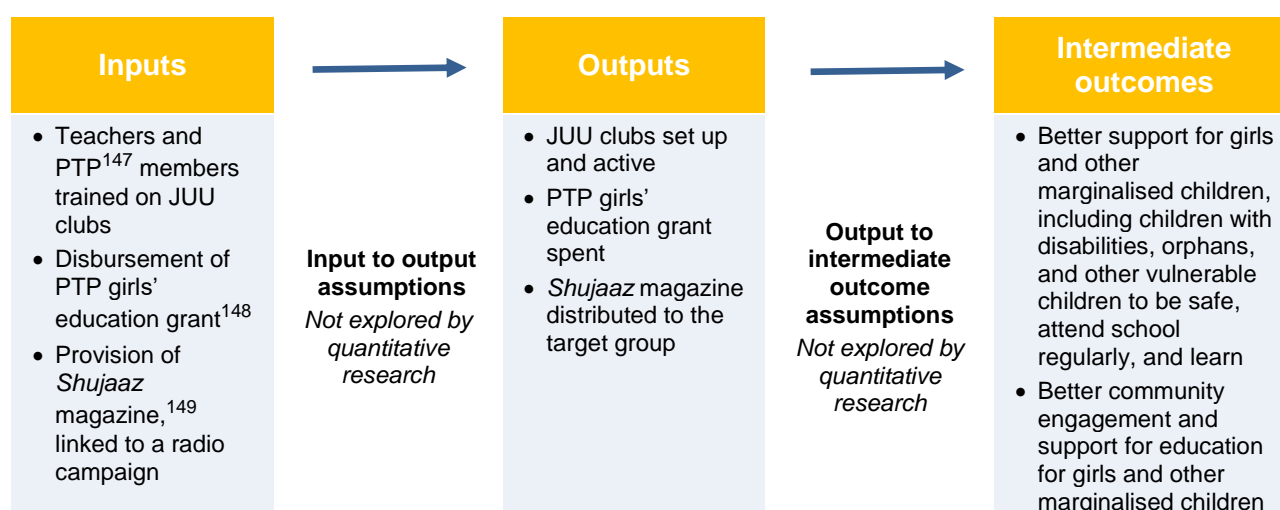 Inputs
• Teachers and
PTP147 members
trained on JUU
clubs
• Disbursement of
PTP girls'
education grant148
• Provision of
Shujaaz
magazine,149
linked to a radio
campaign
Input to output
assumptions
Not explored by
quantitative
research
Outputs
• JUU clubs set up
and active
• PTP girls'
education grant
spent
• Shujaaz magazine
distributed to the
target group
Output to
intermediate
outcome
assumptions
Not explored by
quantitative
research
Intermediate
outcomes
• Better support for girls
and other
marginalised children,
including children with
disabilities, orphans,
and other vulnerable
children to be safe,
attend school
regularly, and learn
• Better community
engagement and
support for education
for girls and other
marginalised children